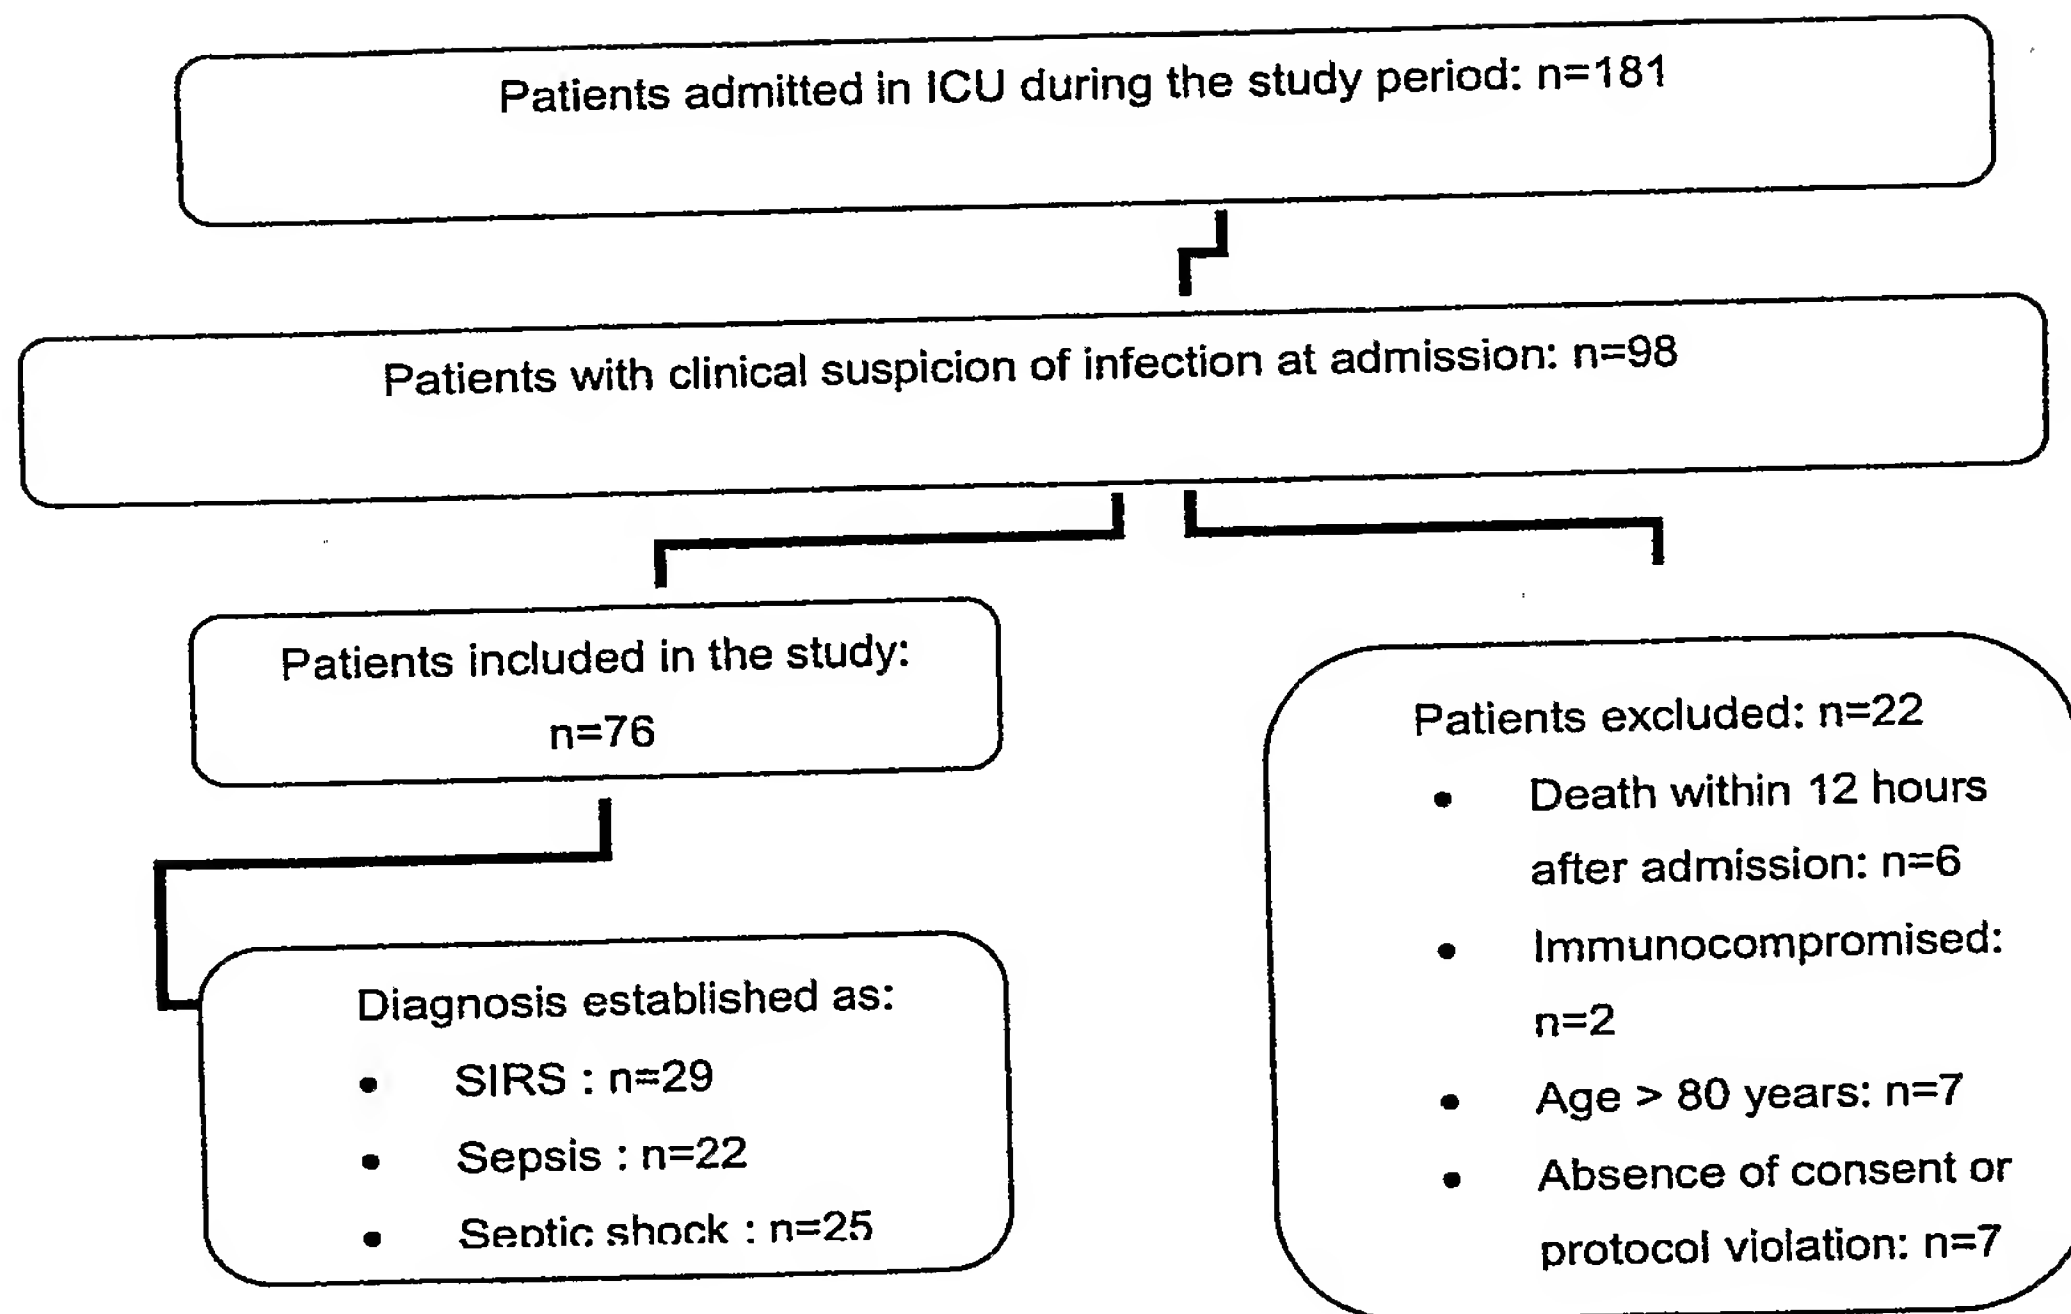 Patients admitted in ICU during the study period: n=181
Patients with clinical suspicion of infection at admission: n=98
Patients included in the study:
n=76
Patients excluded: n=22
• Death within 12 hours
after admission: n=6
• Immunocompromised:
n=2
• Age > 80 years: n=7
• Absence of consent or
protocol violation: n=7
Diagnosis established as:
• SIRS : n=29
• Sepsis : n=22
• Septic shock : n=25